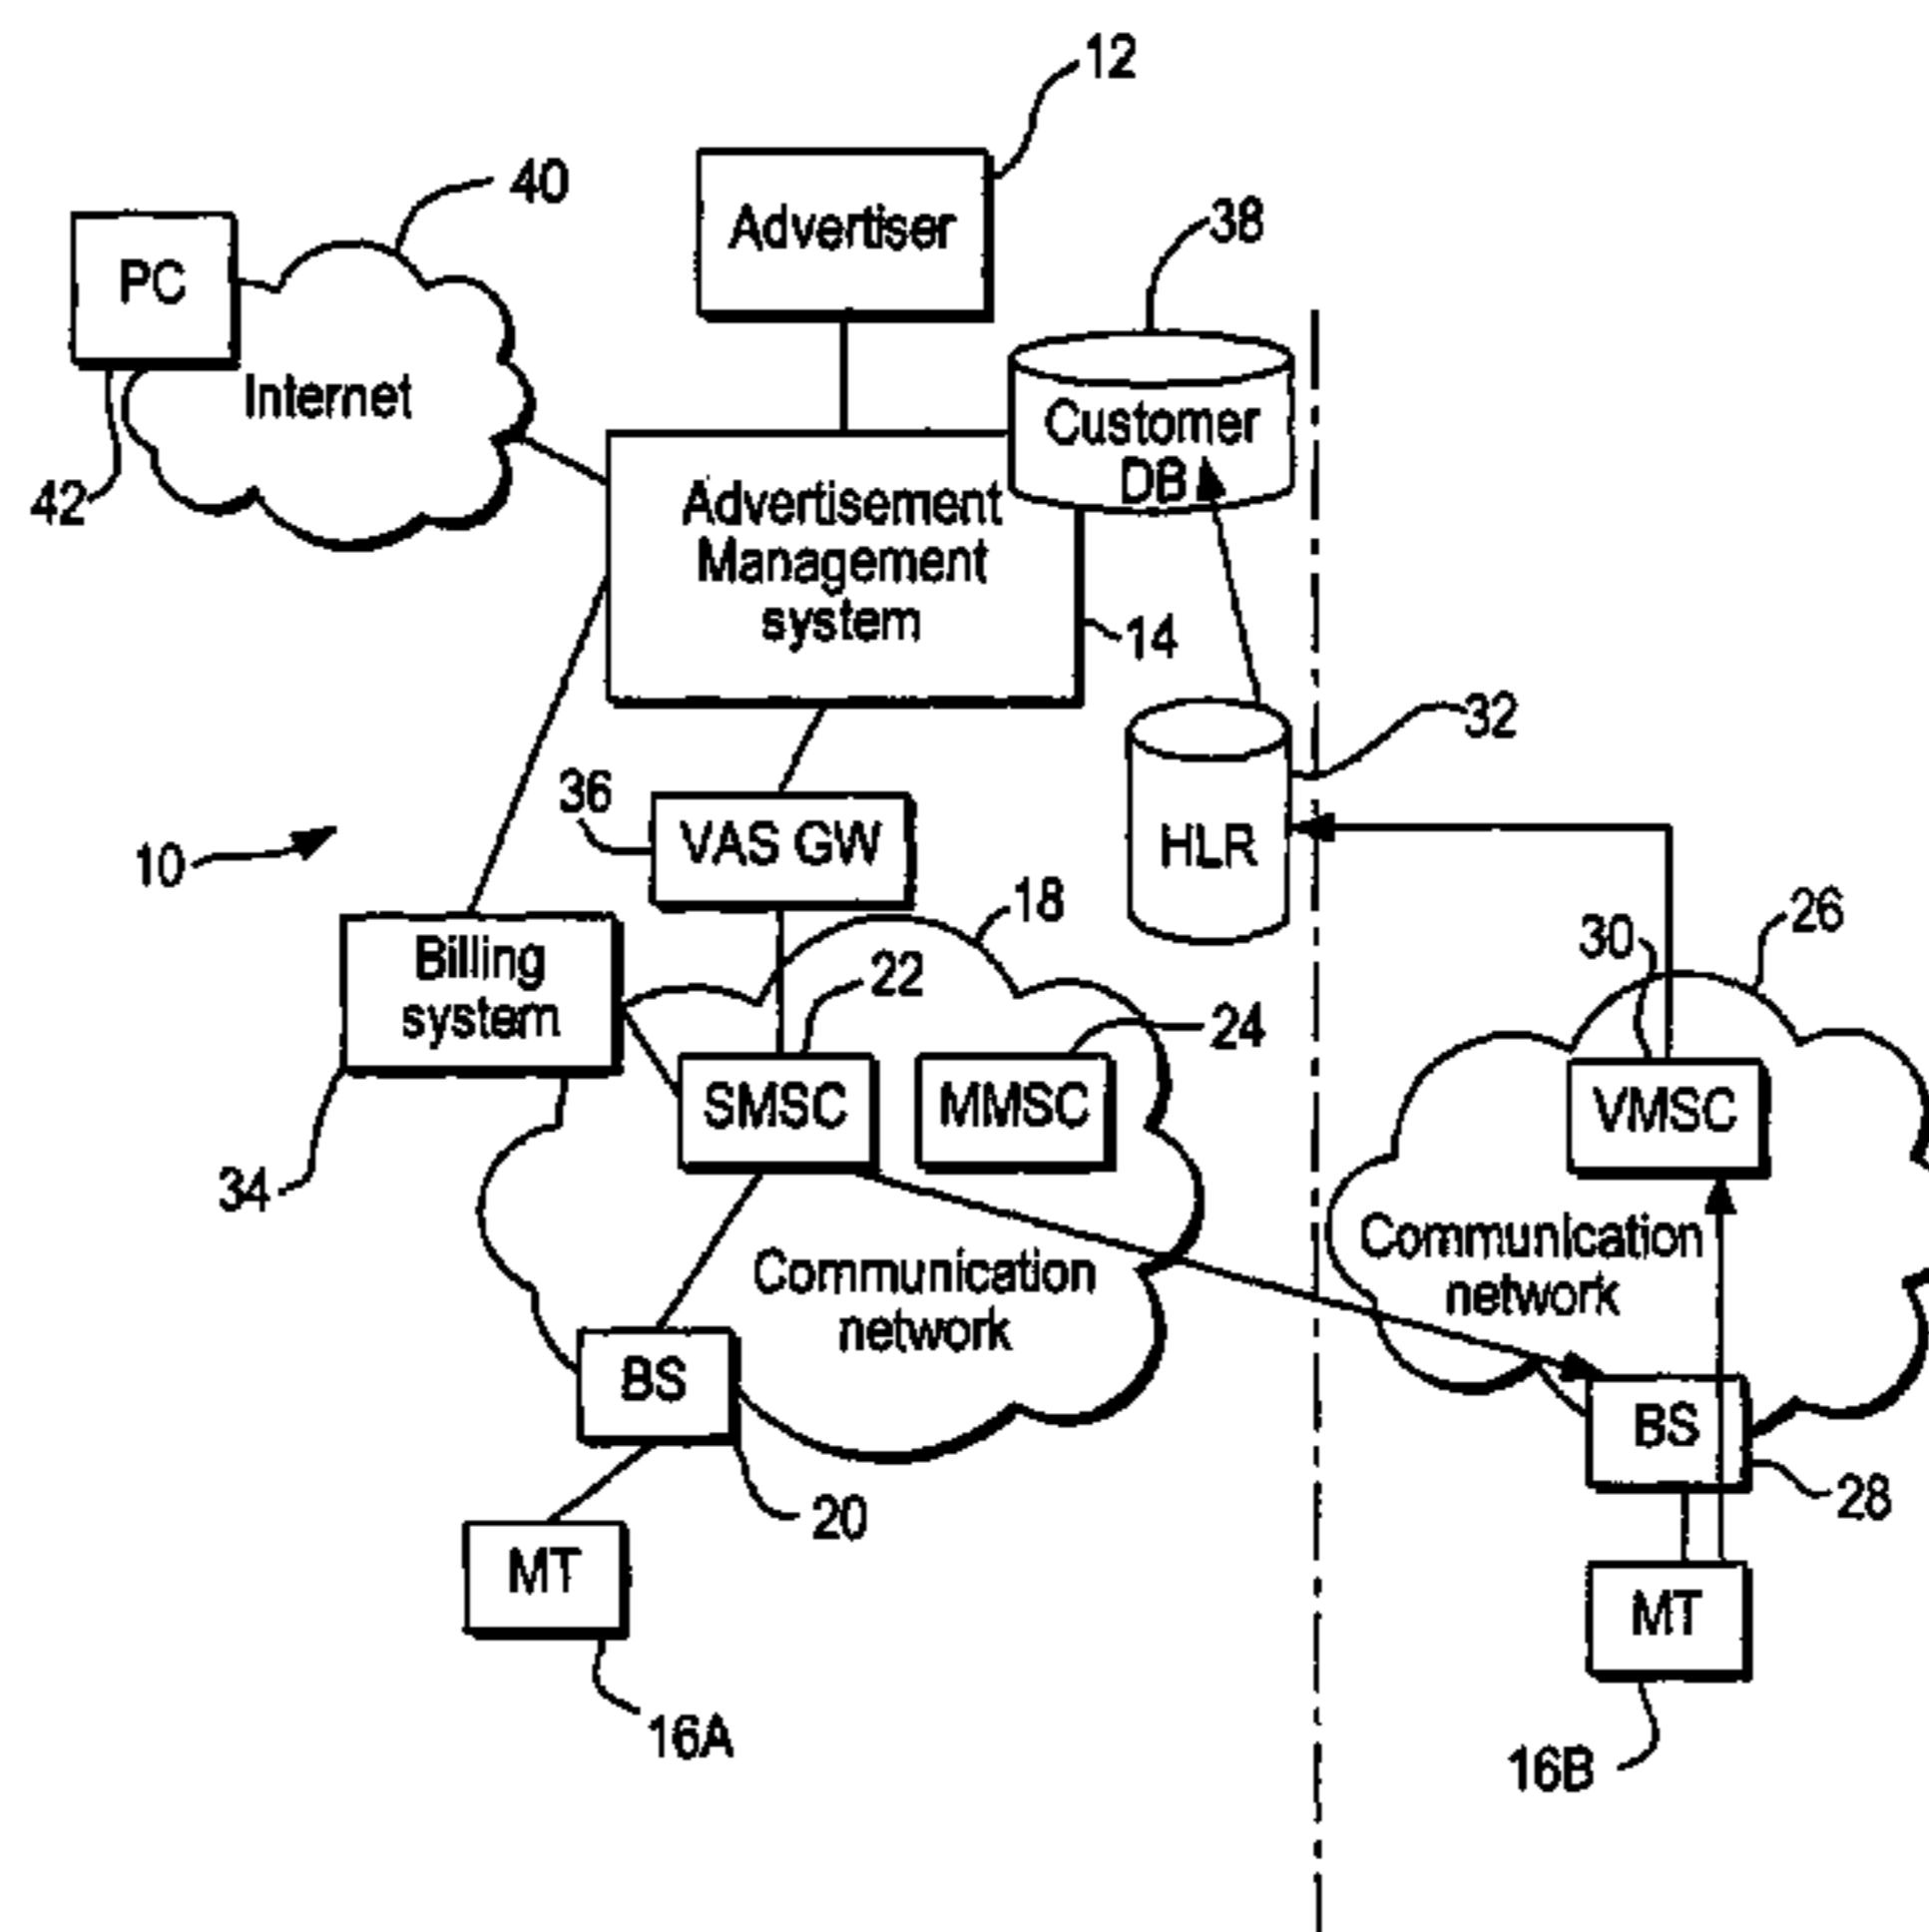 12
40
Advertiser
38
PC
Internet
Customer
DB
42
Advertisement
Management
system
14
32
36
VAS GW
HLR
10
18
26
30
Billing
system
22
24
SMSC
MMSC
VMSC
34
Communication
network
Communication
network
BS
BS
20
28
MT
MT
16A
16B